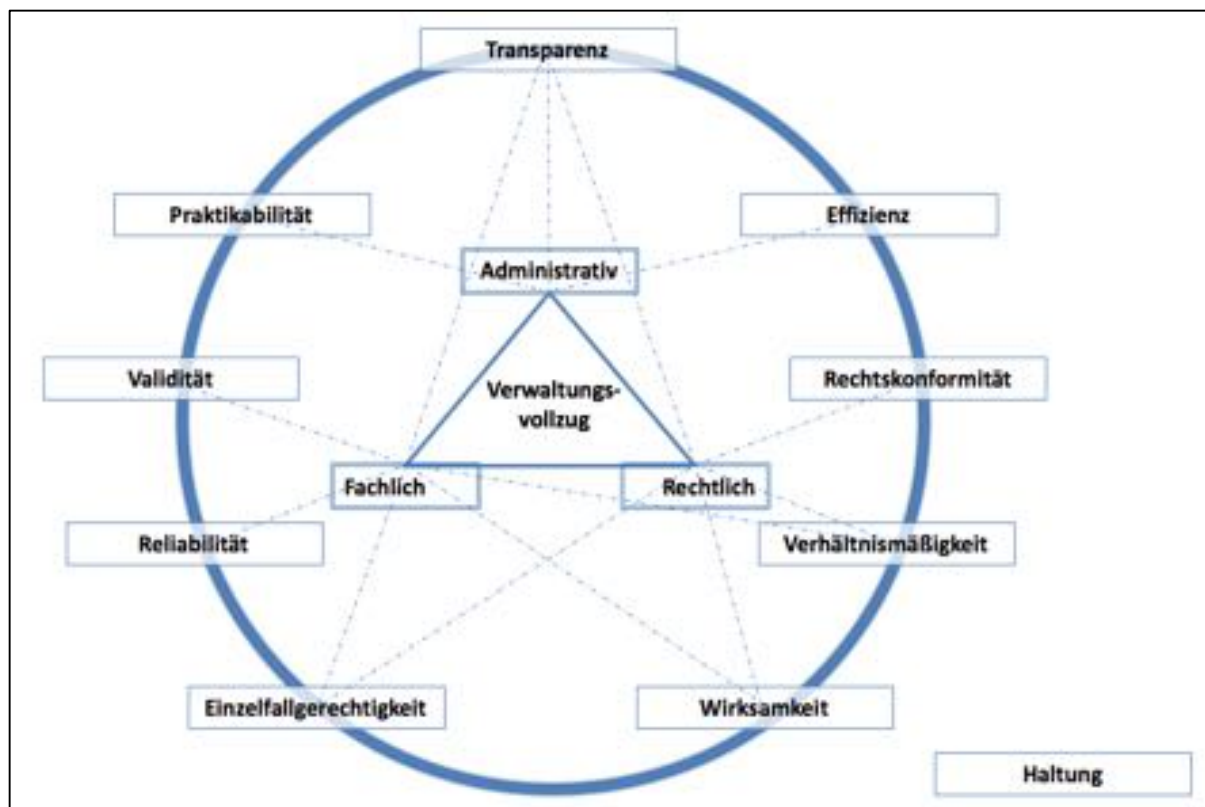 Transparenz
Praktikabilität
Effizienz
Administrativ
Validität
Rechtskonformität
Verwaltungs-
vollzug
Fachlich
Rechtlich
Reliabilität
Verhältnismäßigkeit
Einzelfallgerechtigkeit
Wirksamkeit
Haltung